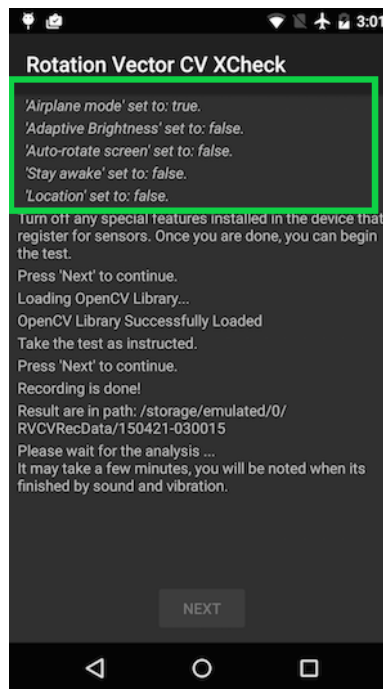 3:01
Rotation Vector CV XCheck
'Airplane mode' set to: true.
'Adaptive Brightness' set to: false.
'Auto-rotate screen' set to: false.
'Stay awake' set to: false.
'Location' set to: false.
Turn off any special features installed in the device that
register for sensors. Once you are done, you can begin
the test.
Press 'Next' to continue.
Loading OpenCV Library...
OpenCV Library Successfully Loaded
Take the test as instructed.
Press 'Next' to continue.
Recording is done!
Result are in path: /storage/emulated/0/
RVCVRecData/150421-030015
Please wait for the analysis ...
It may take a few minutes, you will be noted when its
finished by sound and vibration.
NEXT